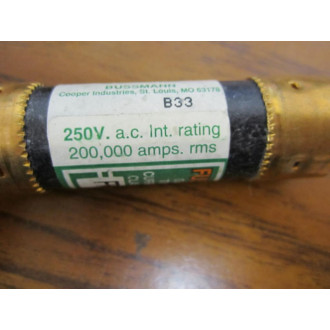 BUSSMANN
Cooper Industries, St. Louis, MO 63178
B33
250V. a.c. Int. rating
200,000 amps. rms